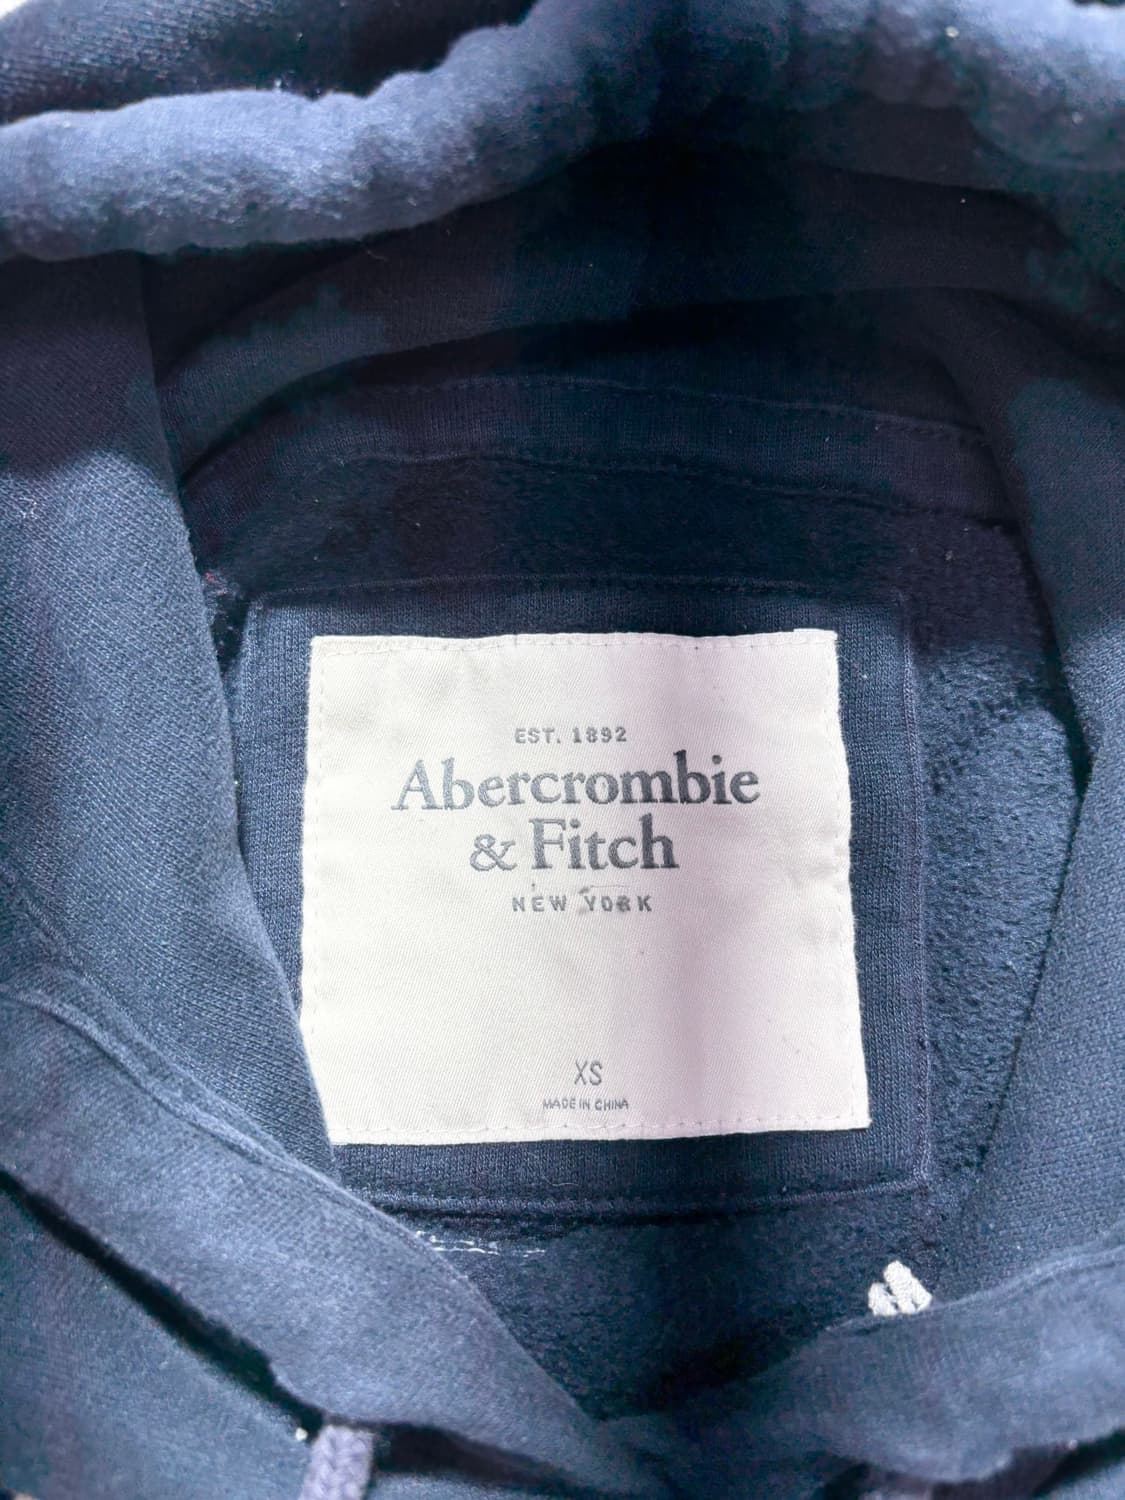 EST. 1892
Abercrombie
& Fitch
NEW YORK
XS
MADE IN CHINA